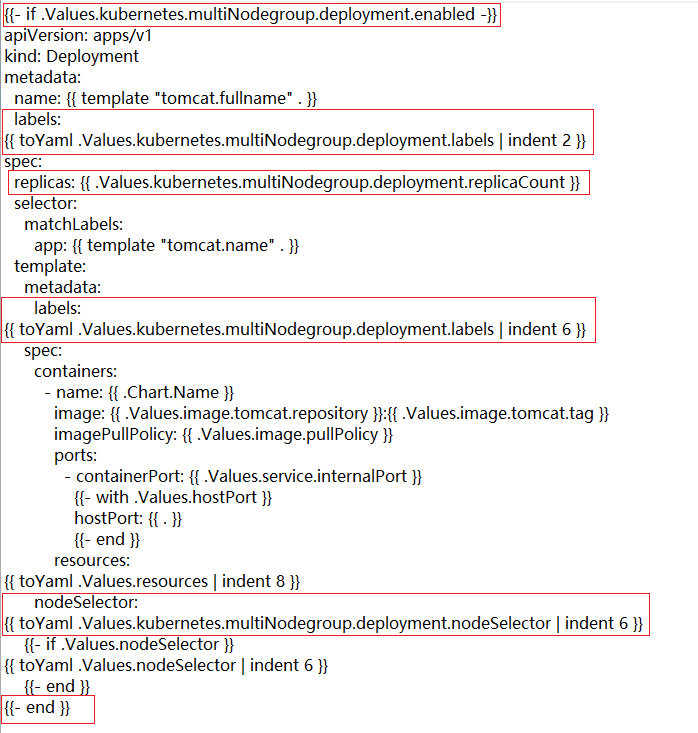 {{- if .Values.kubernetes.multiNodegroup.deployment.enabled -}}
apiVersion: apps/v1
kind: Deployment
metadata:
  name: {{ template "tomcat.fullname" . }}
  labels:
{{ toYaml .Values.kubernetes.multiNodegroup.deployment.labels | indent 2 }}
spec:
  replicas: {{ .Values.kubernetes.multiNodegroup.deployment.replicaCount }}
  selector:
    matchLabels:
      app: {{ template "tomcat.name" . }}
  template:
    metadata:
      labels:
{{ toYaml .Values.kubernetes.multiNodegroup.deployment.labels | indent 6 }}
    spec:
      containers:
        - name: {{ .Chart.Name }}
          image: {{ .Values.image.tomcat.repository }}:{{ .Values.image.tomcat.tag }}
          imagePullPolicy: {{ .Values.image.pullPolicy }}
          ports:
            - containerPort: {{ .Values.service.internalPort }}
              {{- with .Values.hostPort }}
              hostPort: {{ . }}
              {{- end }}
          resources:
{{ toYaml .Values.resources | indent 8 }}
      nodeSelector:
{{ toYaml .Values.kubernetes.multiNodegroup.deployment.nodeSelector | indent 6 }}
    {{- if .Values.nodeSelector }}
{{ toYaml .Values.nodeSelector | indent 6 }}
    {{- end }}
{{- end }}